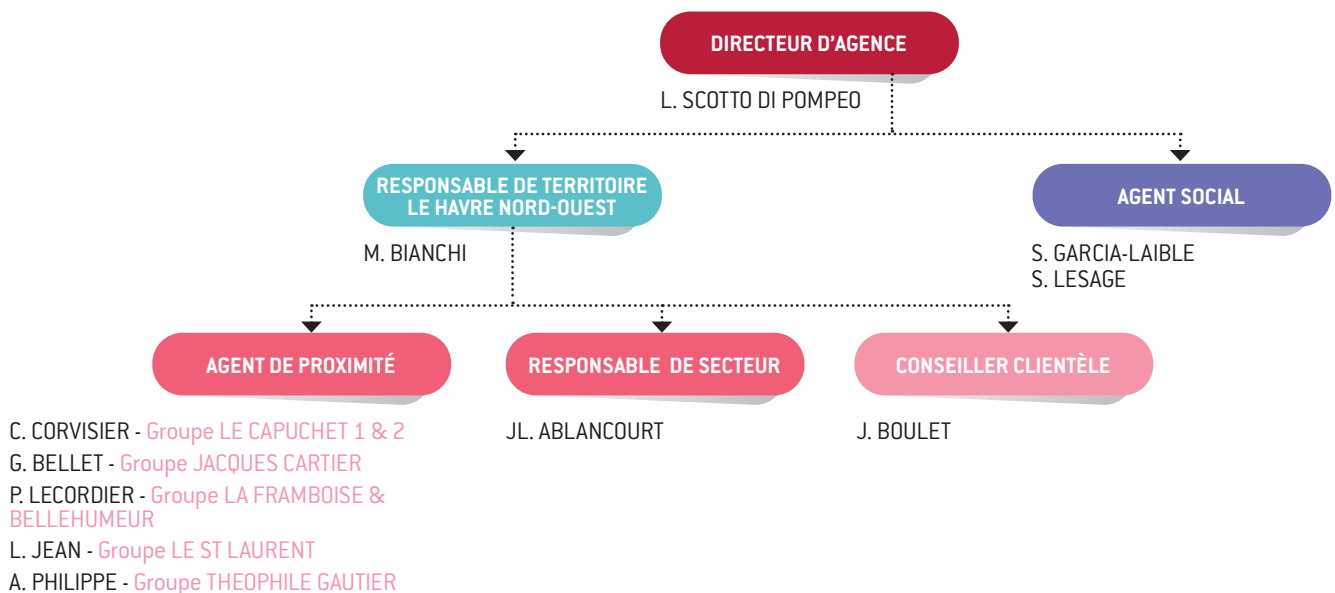 DIRECTEUR D'AGENCE
L. SCOTTO DI POMPEO
RESPONSABLE DE TERRITOIRE
LE HAVRE NORD-OUEST
M. BIANCHI
AGENT SOCIAL
S. GARCIA-LAIBLE
S. LESAGE
AGENT DE PROXIMITÉ
C. CORVISIER - Groupe LE CAPUCHET 1 & 2
G. BELLET - Groupe JACQUES CARTIER
P. LECORDIER - Groupe LA FRAMBOISE &
BELLEHUMEUR
L. JEAN - Groupe LE ST LAURENT
A. PHILIPPE - Groupe THEOPHILE GAUTIER
RESPONSABLE DE SECTEUR
JL. ABLANCOURT
CONSEILLER CLIENTÈLE
J. BOULET